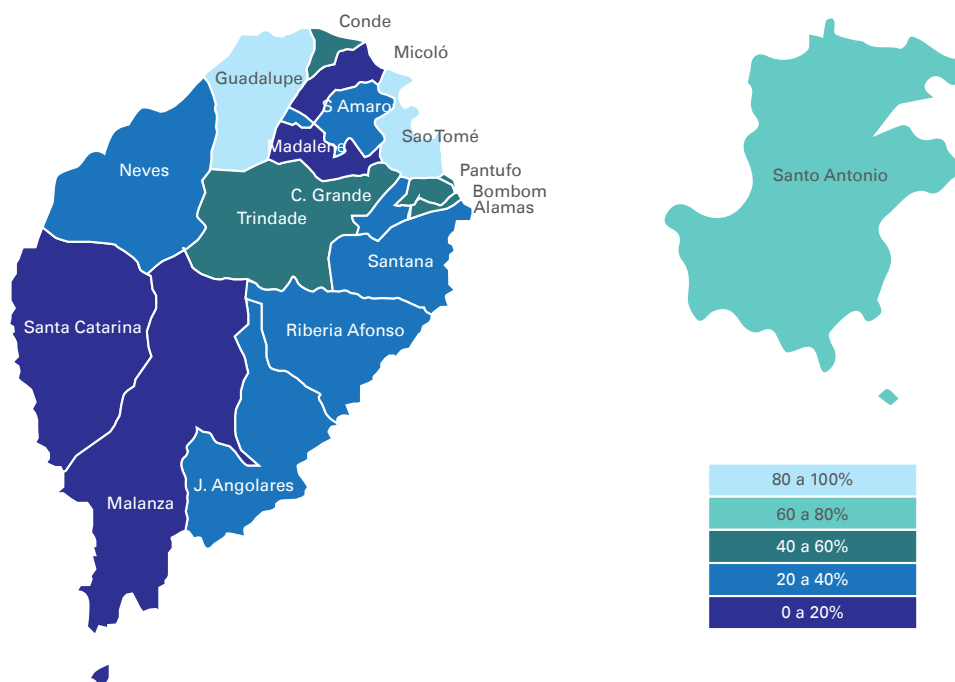 Conde
Micoló
Guadalupe
S Amaro
Sao Tomé
Madalene
Neves
Pantufo
C. Grande
Bombom
Alamas
Trindade
Santana
Santa Catarina
Riberia Afonso
J. Angolares
Malanza
Santo Antonio
80 a 100%
60 a 80%
40 a 60%
20 a 40%
0 a 20%